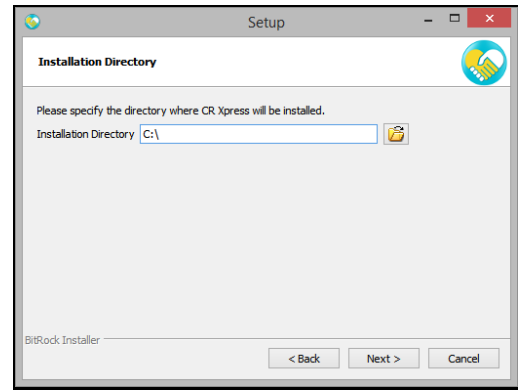 Setup
Installation Directory
Please specify the directory where CR Xpress will be installed.
Installation Directory C:\
BitRock Installer
< Back Next > Cancel